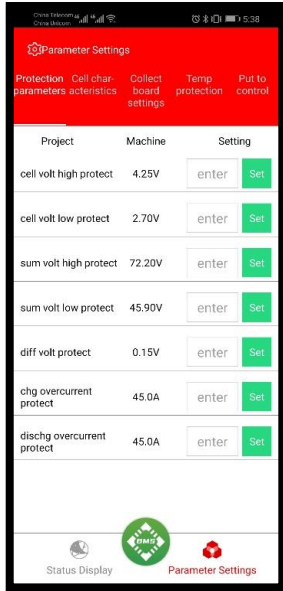 China Telecom 46 46
China Unicom 5:38
Parameter Settings
Protection parameters Cell char-acteristics Collect board settings Temp protection Put to control
Project Machine Setting
cell volt high protect 4.25V enter Set
cell volt low protect 2.70V enter Set
sum volt high protect 72.20V enter Set
sum volt low protect 45.90V enter Set
diff volt protect 0.15V enter Set
chg overcurrent
protect 45.0A enter Set
dischg overcurrent
protect 45.0A enter Set
BMS
Status Display Parameter Settings